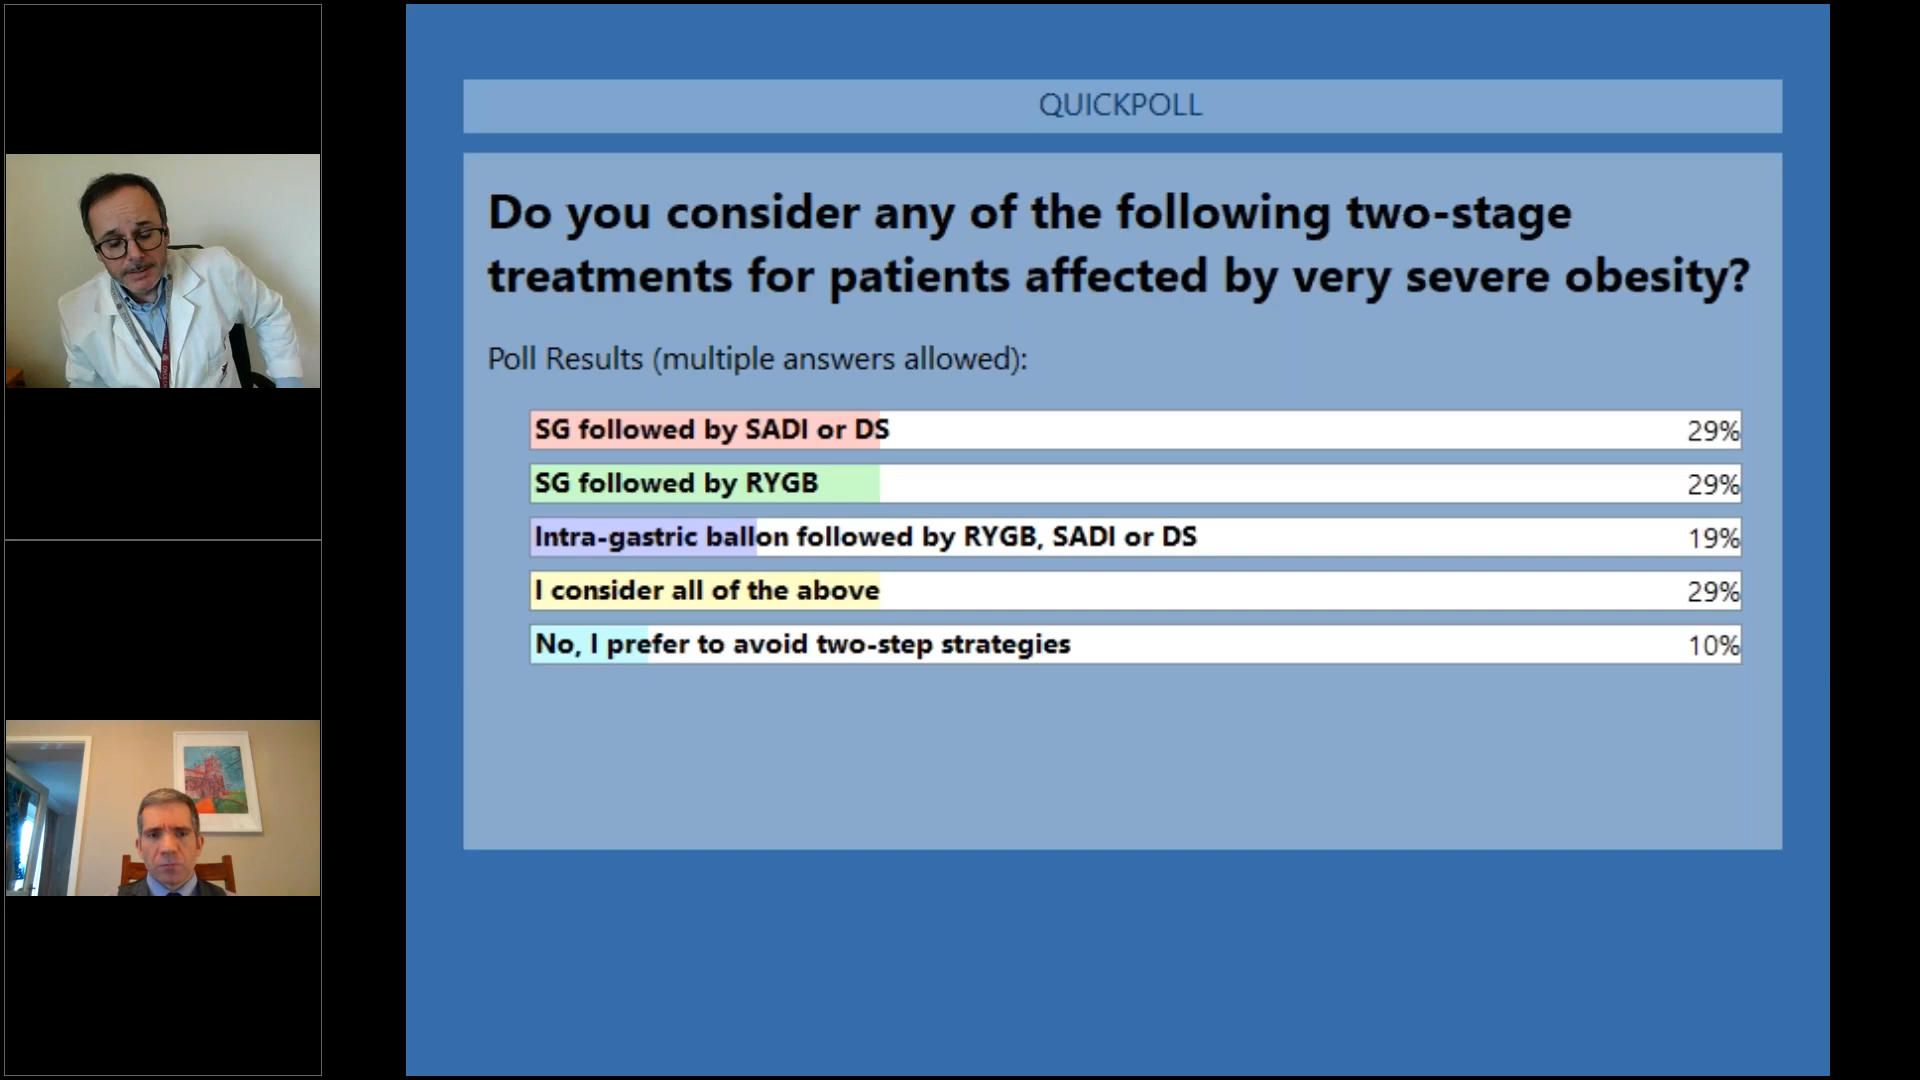 QUICKPOLL
Do you consider any of the following two-stage
treatments for patients affected by very severe obesity?
Poll Results (multiple answers allowed):
SG followed by SADI or DS 29%
SG followed by RYGB 29%
Intra-gastric ballon followed by RYGB, SADI or DS 19%
I consider all of the above 29%
No, I prefer to avoid two-step strategies 10%